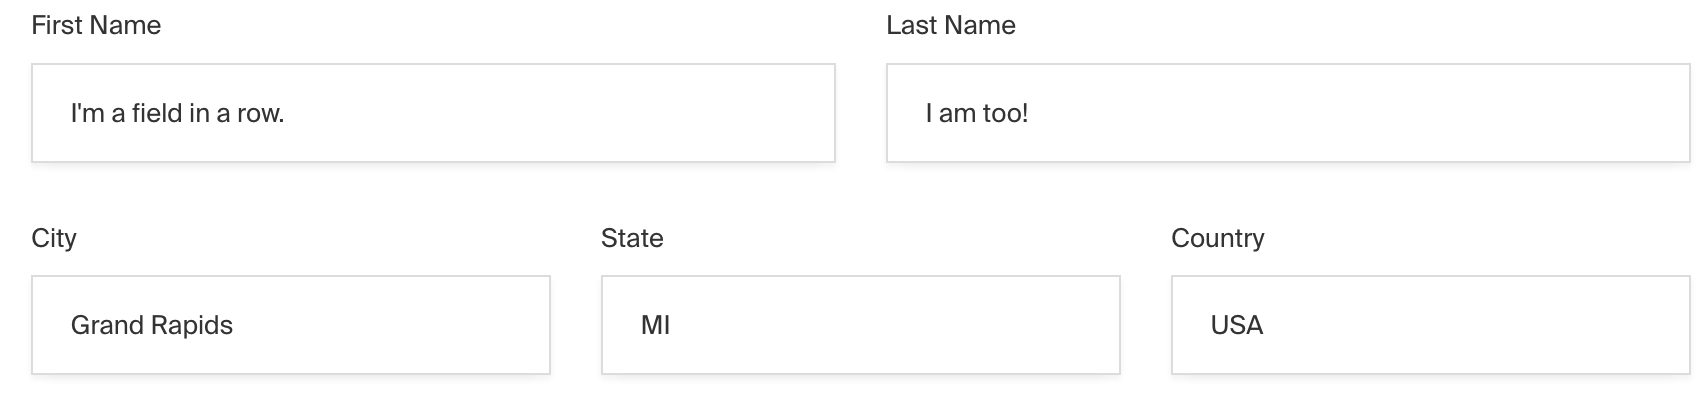 First Name
Last Name
I'm a field in a row.
I am too!
City
State
Country
Grand Rapids
MI
USA